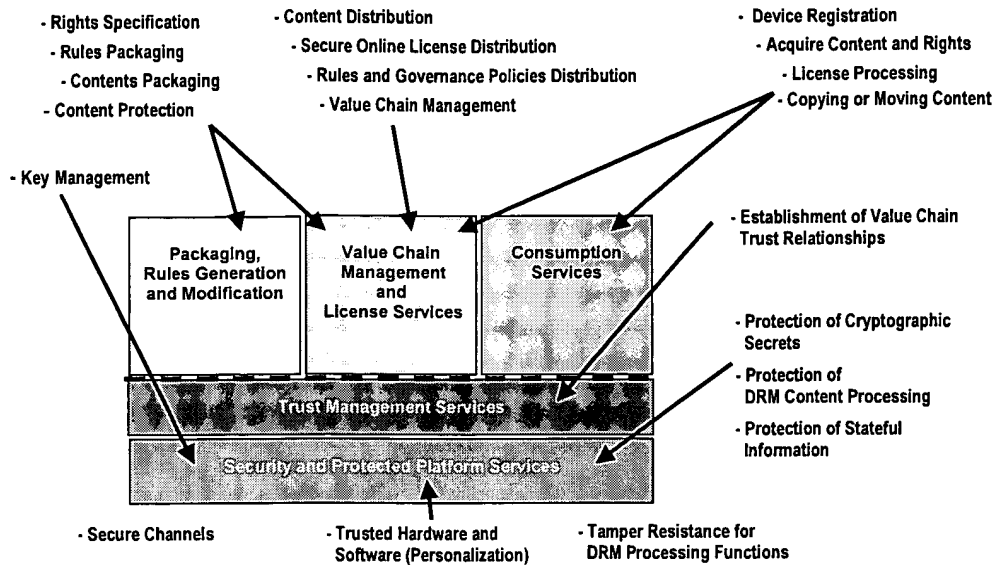 - Rights Specification
- Rules Packaging
- Contents Packaging
- Content Protection
- Content Distribution
- Secure Online License Distribution
- Rules and Governance Policies Distribution
- Value Chain Management
- Device Registration
- Acquire Content and Rights
- License Processing
- Copying or Moving Content
- Key Management
Packaging,
Rules Generation
and Modification
Value Chain
Management
and
License Services
Consumption
Services
- Establishment of Value Chain
Trust Relationships
- Protection of Cryptographic
Secrets
- Protection of
DRM Content Processing
- Protection of Stateful
Information
Trust Management Services
Security and Protected Platform Services
- Secure Channels
- Trusted Hardware and
Software (Personalization)
- Tamper Resistance for
DRM Processing Functions